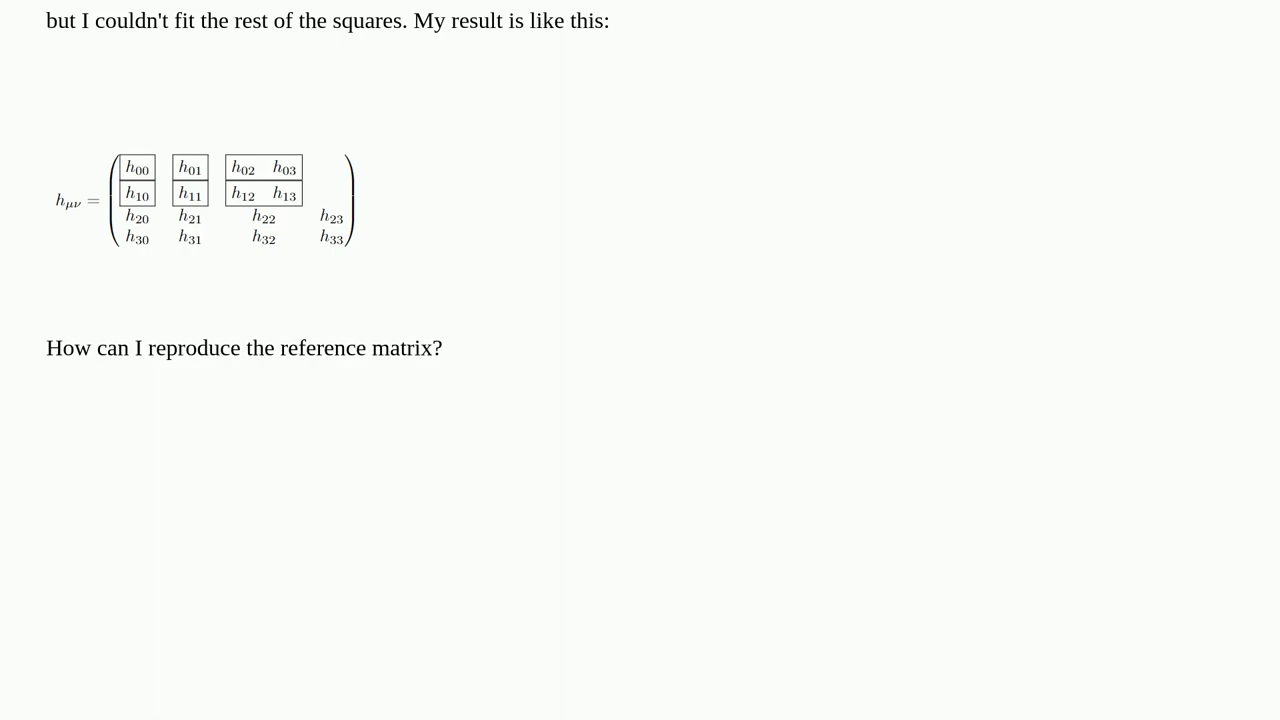 but I couldn't fit the rest of the squares. My result is like this:
h₀₀ h₀₁ h₀₂ h₀₃
h₁₀ h₁₁ h₁₂ h₁₃
hμν =
h₂₀ h₂₁ h₂₂ h₂₃
h₃₀ h₃₁ h₃₂ h₃₃
How can I reproduce the reference matrix?